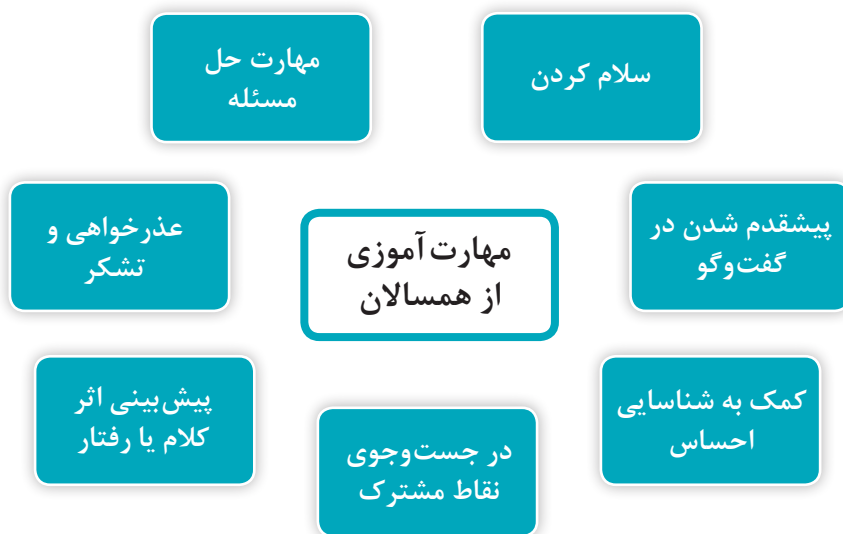 سلام کردن
مهارت حل
مسئله
پیشقدم شدن در
گفت‌وگو
مهارت‌آموزی
از همسالان
عذرخواهی و
تشکر
کمک به شناسایی
احساس
در جست‌وجوی
نقاط مشترک
پیش‌بینی اثر
کلام یا رفتار